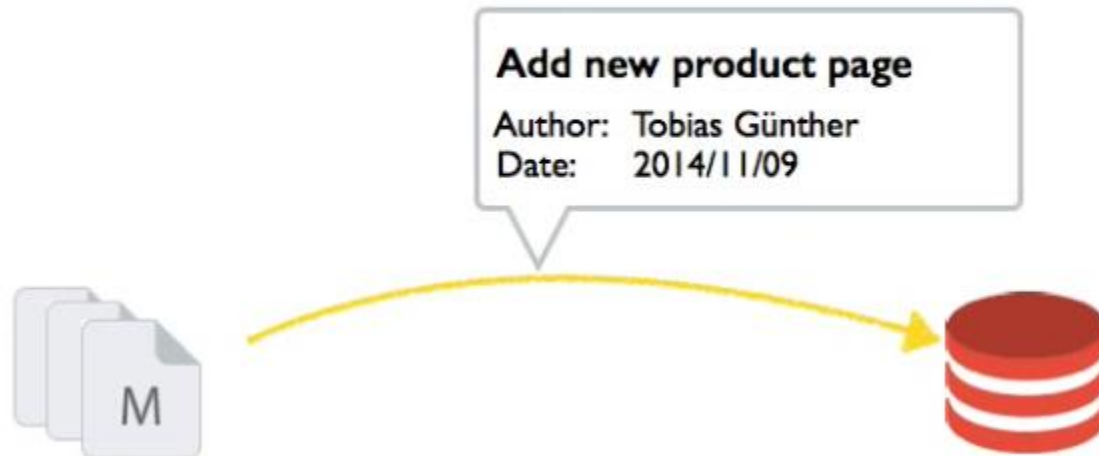 Add new product page
Author: Tobias Günther
Date: 2014/11/09
M